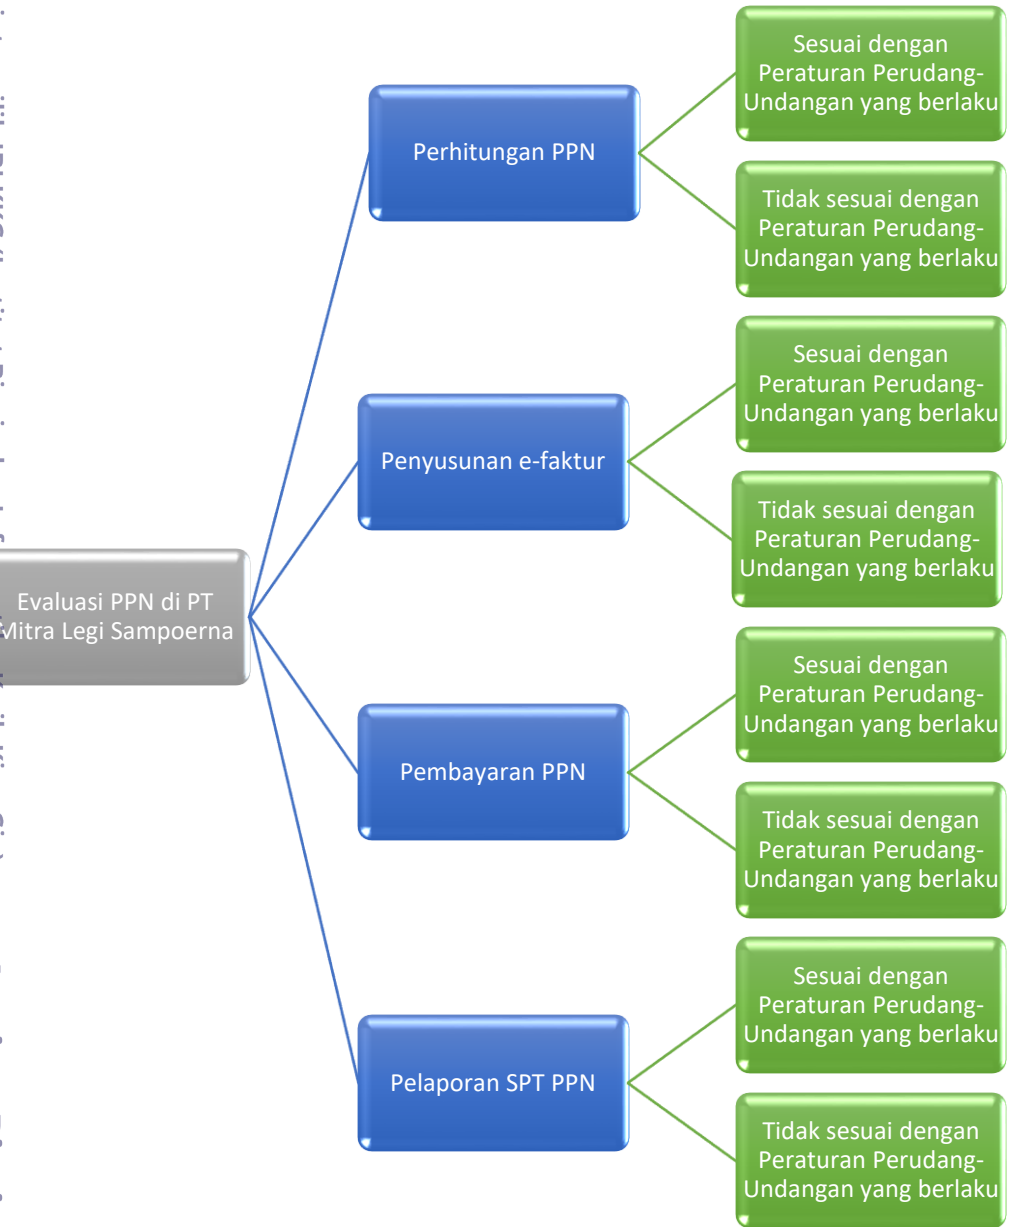 Evaluasi PPN di PT
Mitra Legi Sampoerna
Perhitungan PPN
Sesuai dengan
Peraturan Perudang-
Undangan yang berlaku
Tidak sesuai dengan
Peraturan Perudang-
Undangan yang berlaku
Penyusunan e-faktur
Sesuai dengan
Peraturan Perudang-
Undangan yang berlaku
Tidak sesuai dengan
Peraturan Perudang-
Undangan yang berlaku
Pembayaran PPN
Sesuai dengan
Peraturan Perudang-
Undangan yang berlaku
Tidak sesuai dengan
Peraturan Perudang-
Undangan yang berlaku
Pelaporan SPT PPN
Sesuai dengan
Peraturan Perudang-
Undangan yang berlaku
Tidak sesuai dengan
Peraturan Perudang-
Undangan yang berlaku